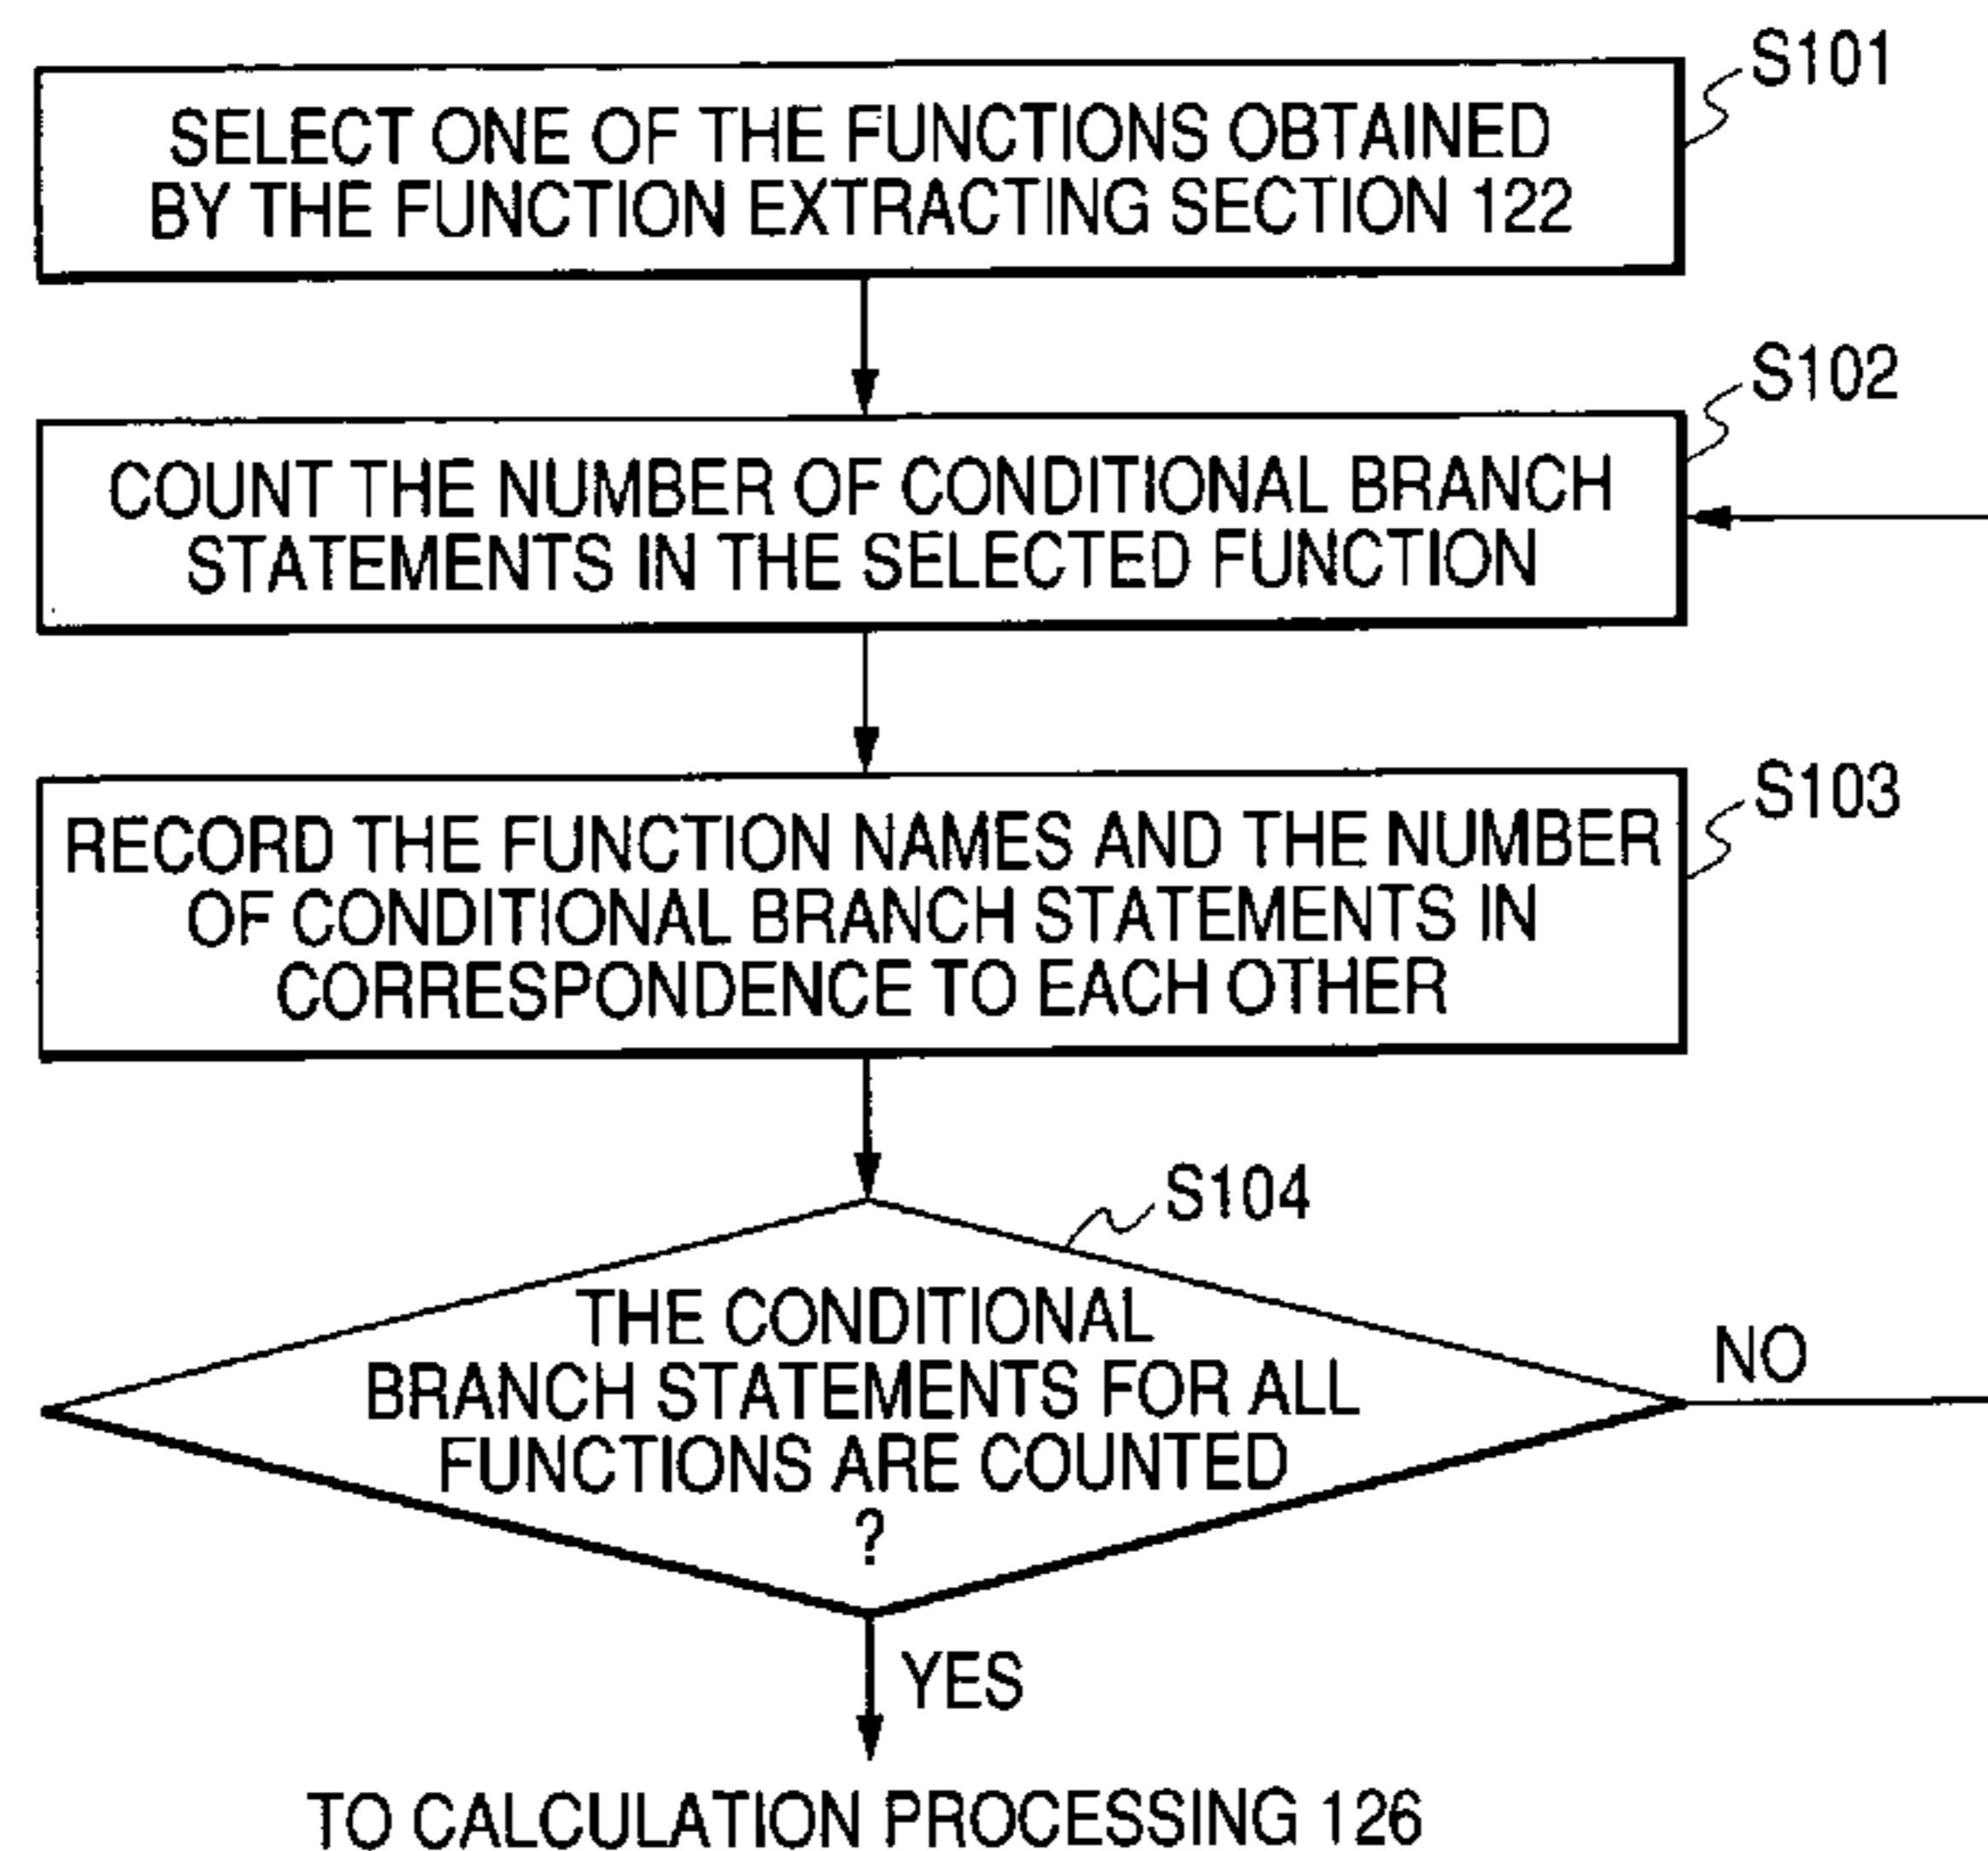 S101
SELECT ONE OF THE FUNCTIONS OBTAINED
BY THE FUNCTION EXTRACTING SECTION 122
S102
COUNT THE NUMBER OF CONDITIONAL BRANCH
STATEMENTS IN THE SELECTED FUNCTION
S103
RECORD THE FUNCTION NAMES AND THE NUMBER
OF CONDITIONAL BRANCH STATEMENTS IN
CORRESPONDENCE TO EACH OTHER
S104
THE CONDITIONAL
BRANCH STATEMENTS FOR ALL
FUNCTIONS ARE COUNTED
?
NO
YES
TO CALCULATION PROCESSING 126